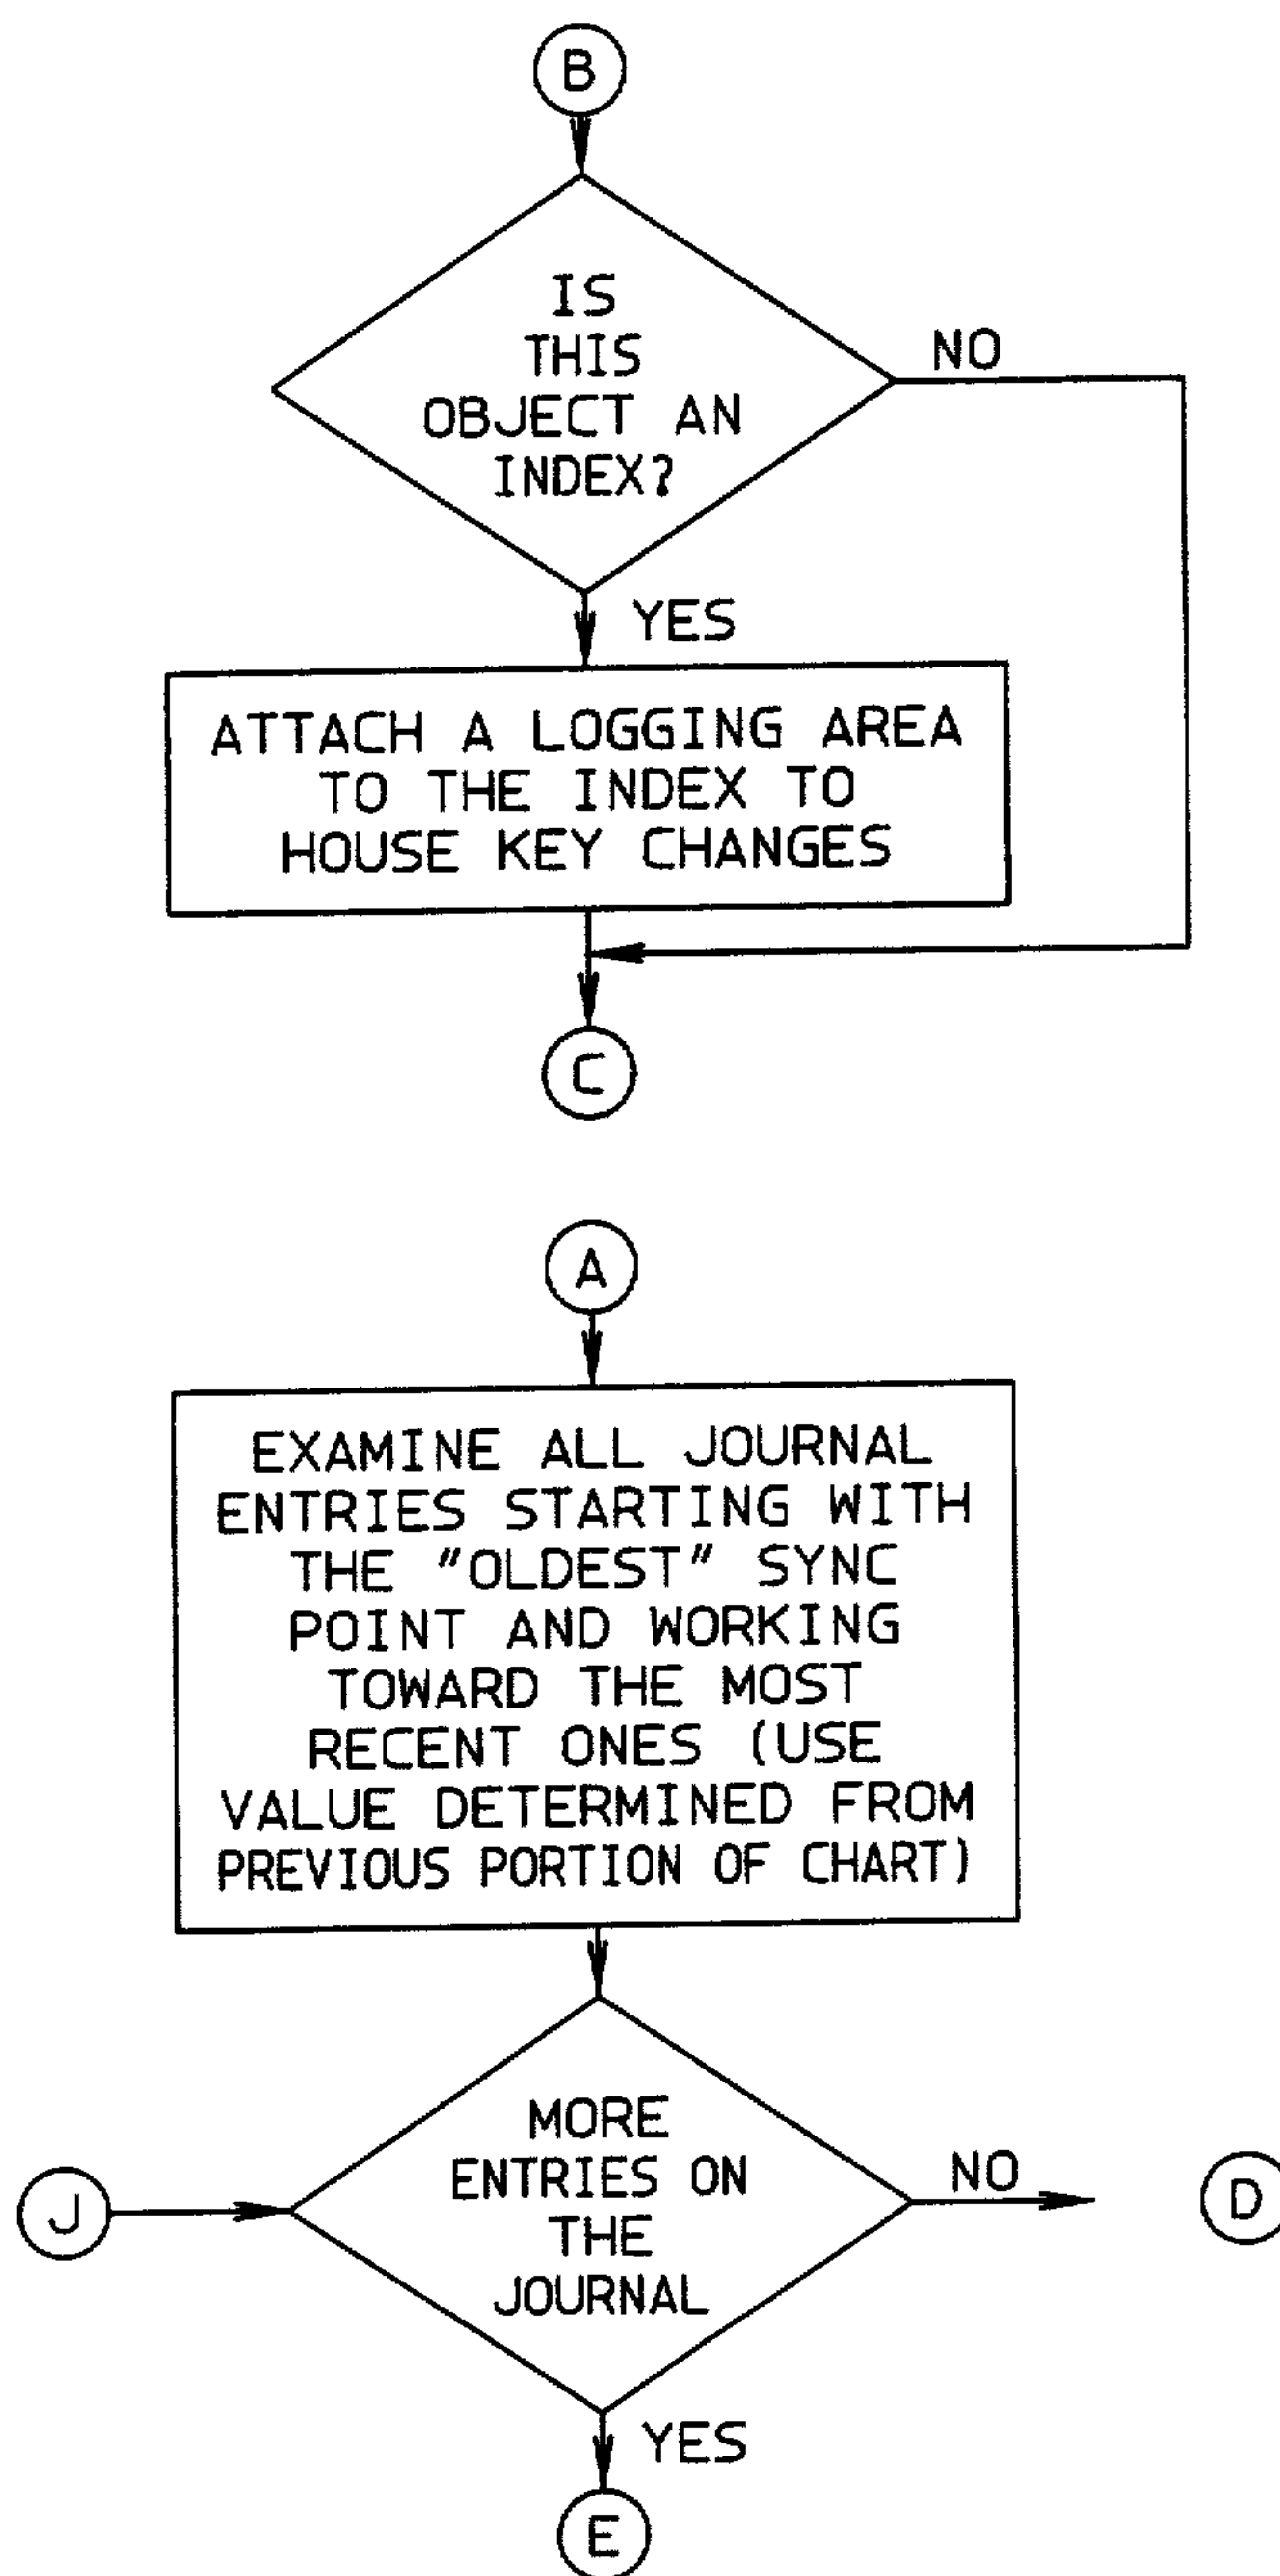 B
IS
THIS
OBJECT AN
INDEX?
NO
YES
ATTACH A LOGGING AREA
TO THE INDEX TO
HOUSE KEY CHANGES
C
A
EXAMINE ALL JOURNAL
ENTRIES STARTING WITH
THE "OLDEST" SYNC
POINT AND WORKING
TOWARD THE MOST
RECENT ONES (USE
VALUE DETERMINED FROM
PREVIOUS PORTION OF CHART)
MORE
ENTRIES ON
THE
JOURNAL
J
NO
D
YES
E